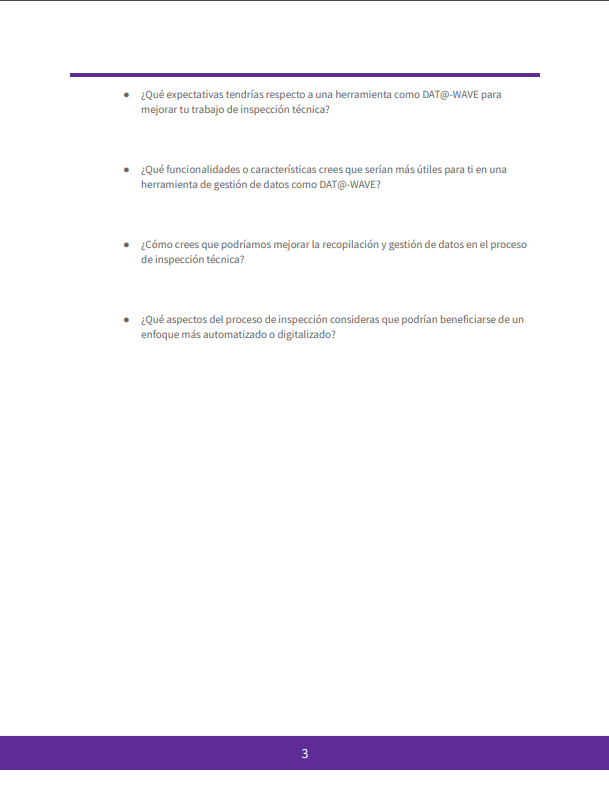 ● ¿Qué expectativas tendrías respecto a una herramienta como DAT@-WAVE para
mejorar tu trabajo de inspección técnica?
● ¿Qué funcionalidades o características crees que serían más útiles para ti en una
herramienta de gestión de datos como DAT@-WAVE?
● ¿Cómo crees que podríamos mejorar la recopilación y gestión de datos en el proceso
de inspección técnica?
● ¿Qué aspectos del proceso de inspección consideras que podrían beneficiarse de un
enfoque más automatizado o digitalizado?
3